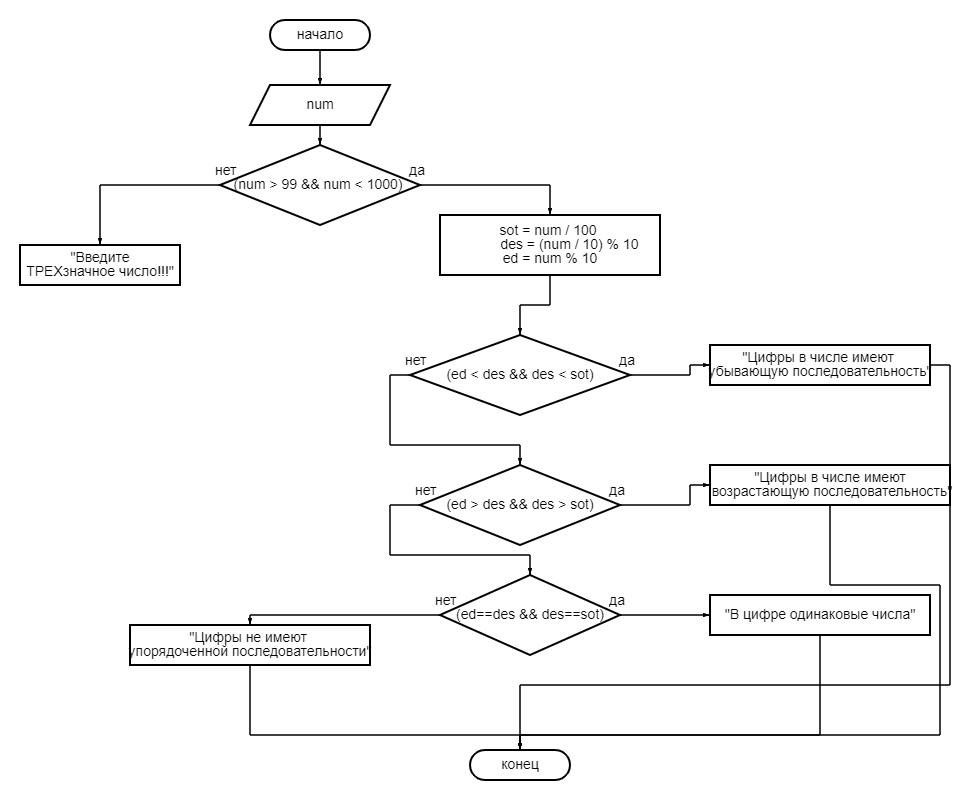 начало
num
нет
да
(num > 99 && num < 1000)
"Введите
ТРЕХзначное число!!!"
sot = num / 100
des = (num / 10) % 10
ed = num % 10
нет
да
(ed < des && des < sot)
"Цифры в числе имеют
убывающую последовательность"
нет
да
(ed > des && des > sot)
"Цифры в числе имеют
возрастающую последовательность"
нет
да
(ed==des && des==sot)
"В цифре одинаковые числа"
"Цифры не имеют
упорядоченной последовательности"
конец